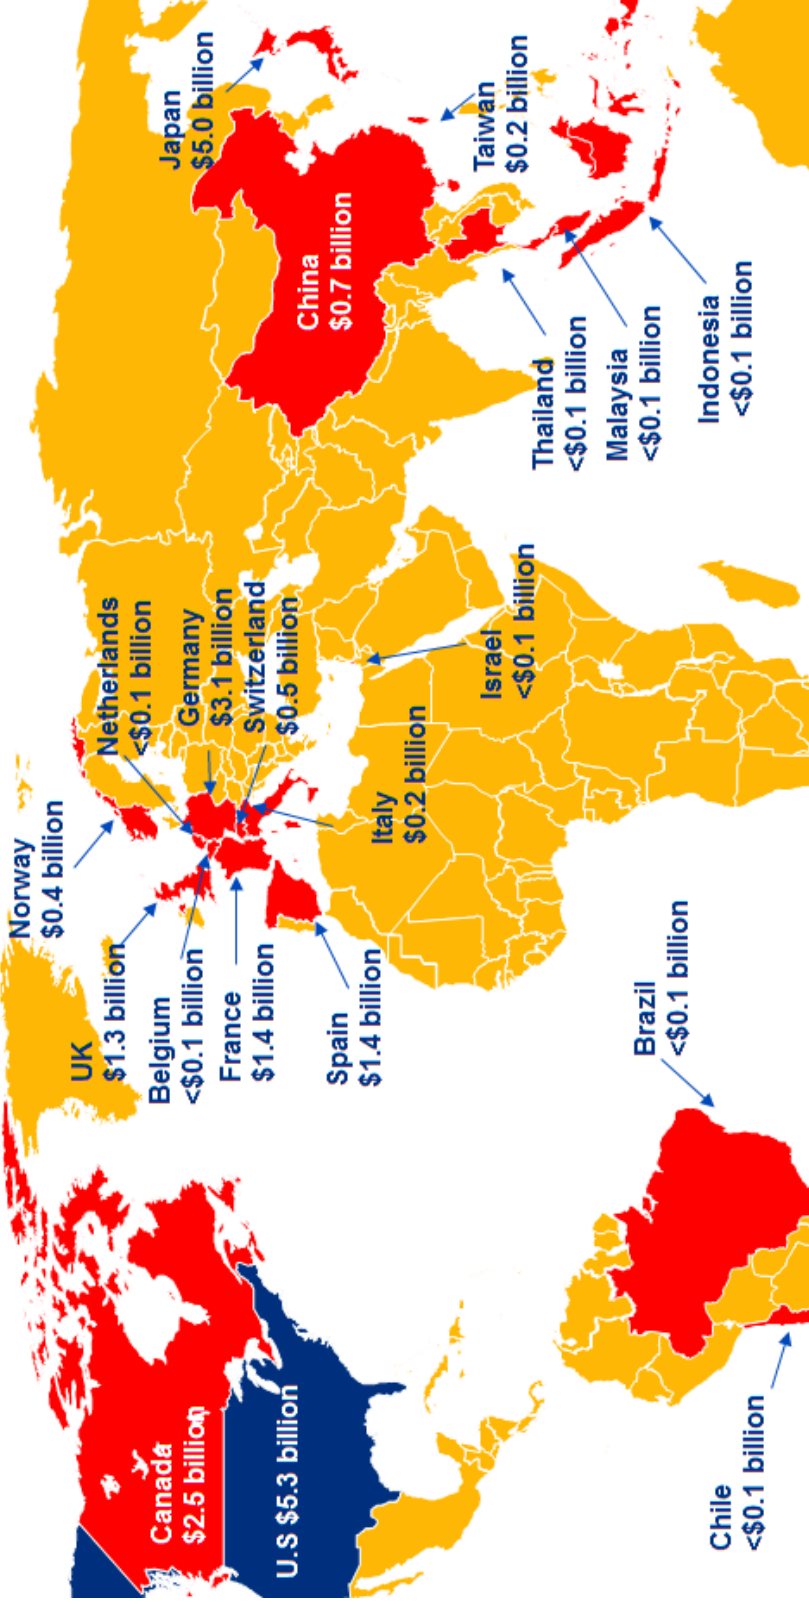 Canada
$2.5 billion
U.S $5.3 billion
Chile
<$0.1 billion
Brazil
<$0.1 billion
Norway
$0.4 billion
UK
$1.3 billion
Belgium
<$0.1 billion
France
$1.4 billion
Spain
$1.4 billion
Netherlands
<$0.1 billion
Germany
$3.1 billion
Switzerland
$0.5 billion
Italy
$0.2 billion
Israel
<$0.1 billion
Japan
$5.0 billion
China
$0.7 billion
Taiwan
$0.2 billion
Thailand
<$0.1 billion
Malaysia
<$0.1 billion
Indonesia
<$0.1 billion